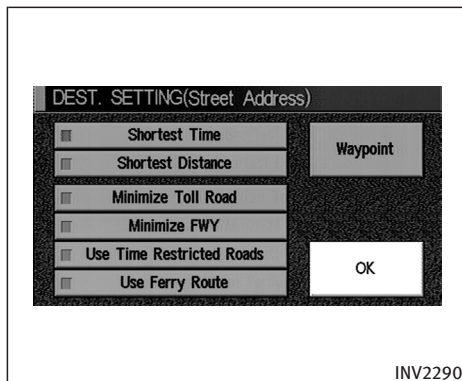 DEST. SETTING(Street Address)
Shortest Time
Shortest Distance
Waypoint
Minimize Toll Road
Minimize FWY
Use Time Restricted Roads
Use Ferry Route
OK
INV2290